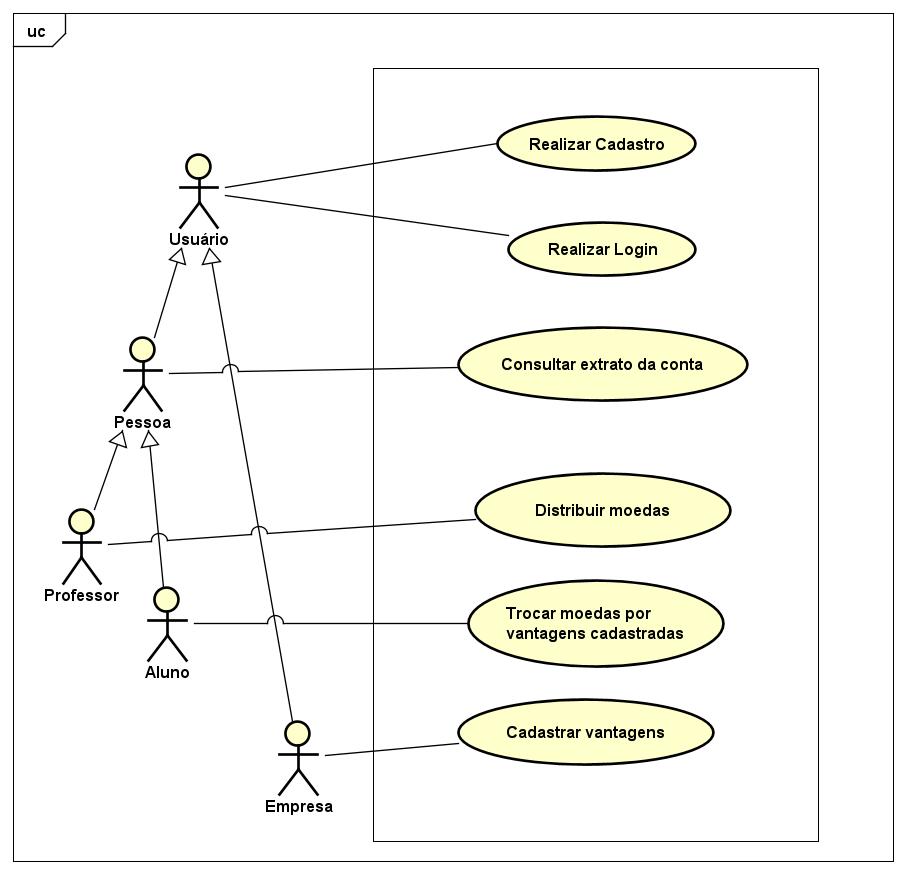 uc
Realizar Cadastro
Usuário
Realizar Login
Consultar extrato da conta
Pessoa
Distribuir moedas
Professor
Trocar moedas por
vantagens cadastradas
Aluno
Cadastrar vantagens
Empresa